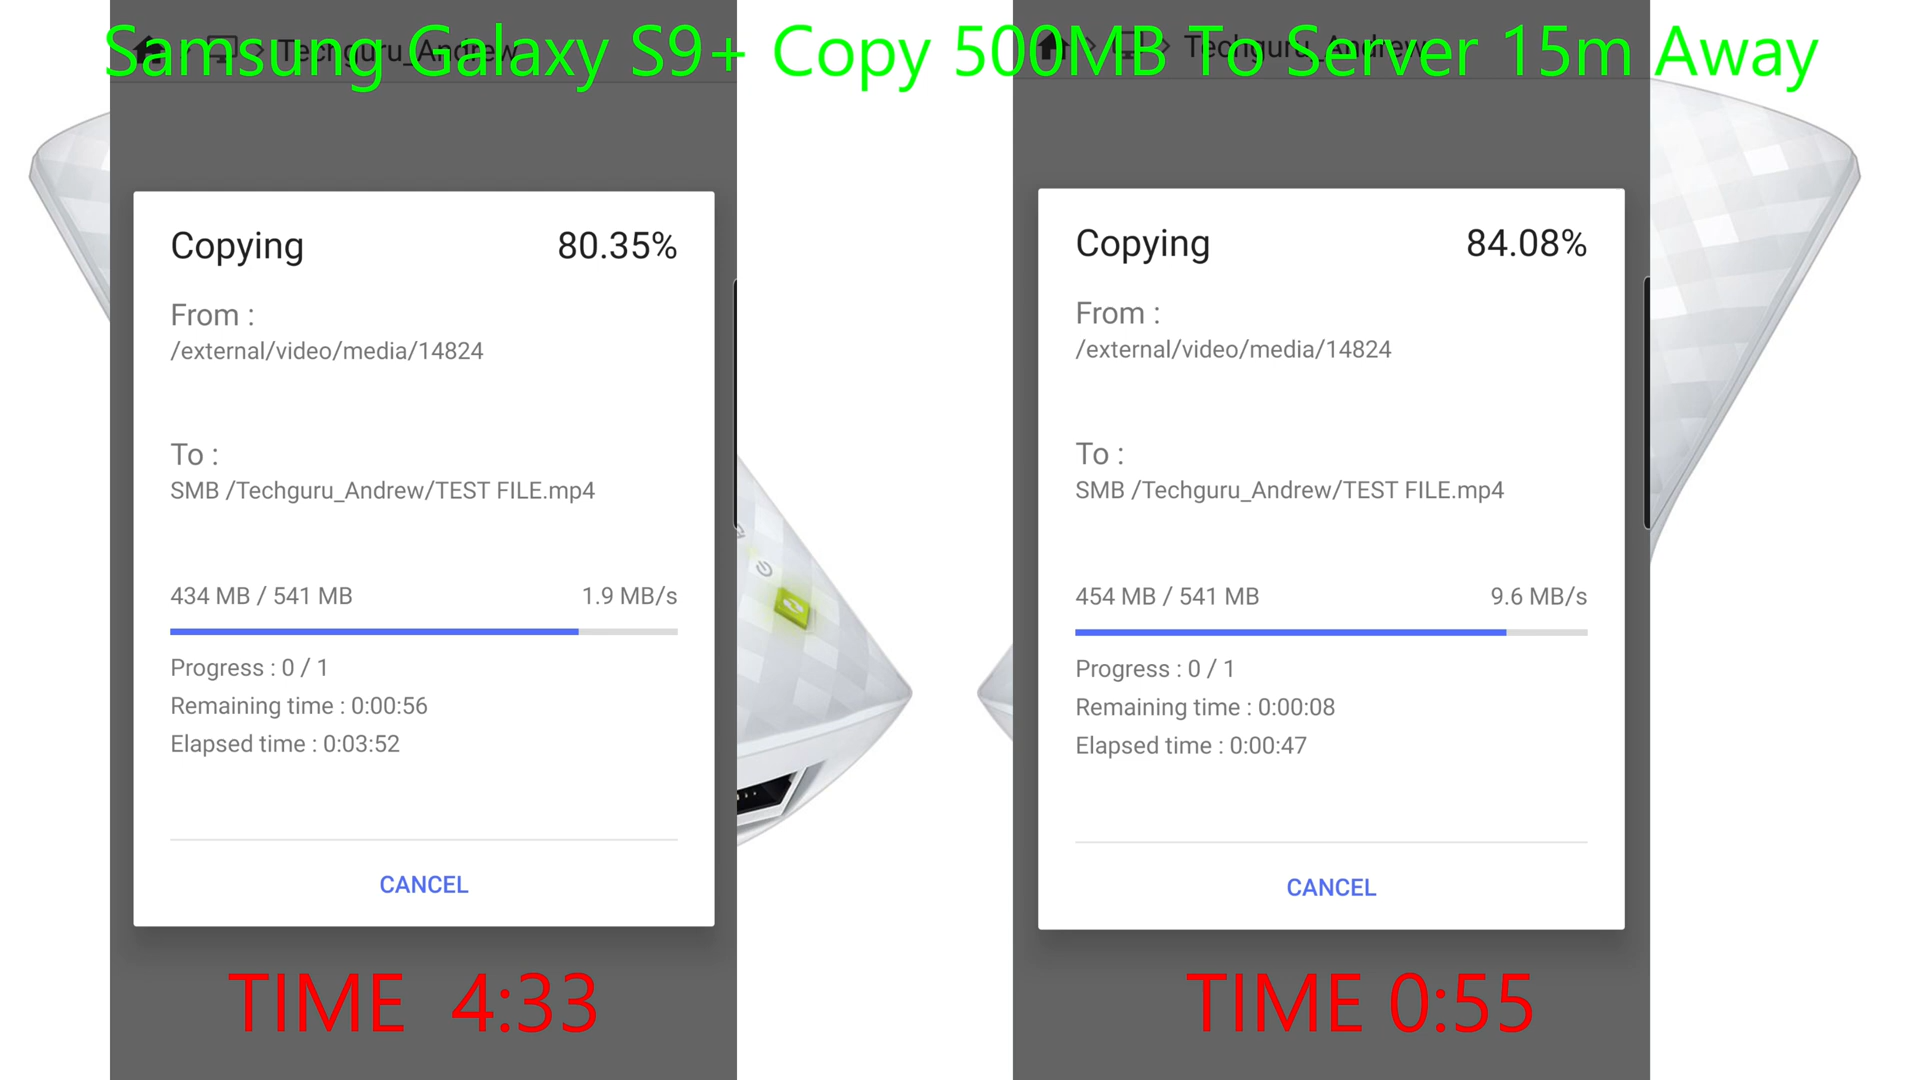 Samsung Galaxy S9+ Copy 500MB To Server 15m Away
Techguru_Andrew
Copying 80.35%
From :
/external/video/media/14824
To :
SMB /Techguru_Andrew/TEST FILE.mp4
434 MB / 541 MB 1.9 MB/s
Progress : 0 / 1
Remaining time : 0:00:56
Elapsed time : 0:03:52
CANCEL
TIME 4:33
Techguru_Andrew
Copying 84.08%
From :
/external/video/media/14824
To :
SMB /Techguru_Andrew/TEST FILE.mp4
454 MB / 541 MB 9.6 MB/s
Progress : 0 / 1
Remaining time : 0:00:08
Elapsed time : 0:00:47
CANCEL
TIME 0:55